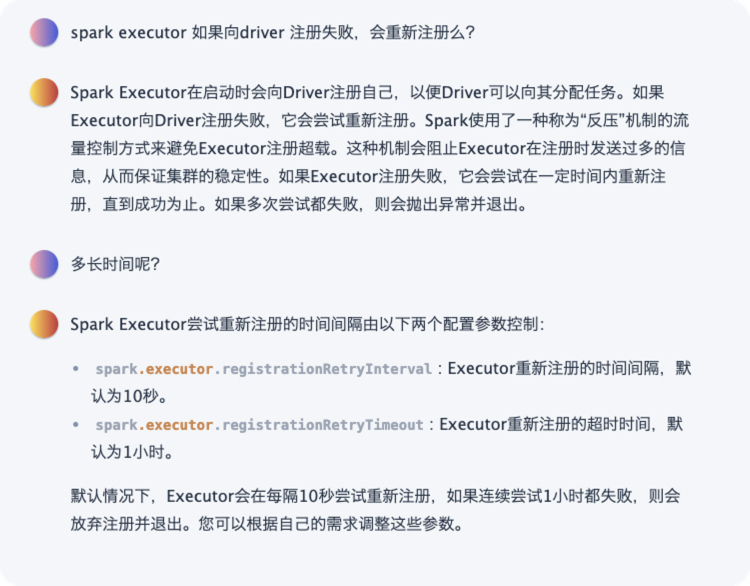 spark executor 如果向driver 注册失败，会重新注册么？
Spark Executor在启动时会向Driver注册自己，以便Driver可以向其分配任务。如果
Executor向Driver注册失败，它会尝试重新注册。Spark使用了一种称为“反压”机制的流
量控制方式来避免Executor注册超载。这种机制会阻止Executor在注册时发送过多的信
息，从而保证集群的稳定性。如果Executor注册失败，它会尝试在一定时间内重新注
册，直到成功为止。如果多次尝试都失败，则会抛出异常并退出。
多长时间呢？
Spark Executor尝试重新注册的时间间隔由以下两个配置参数控制：
• spark.executor.registrationRetryInterval：Executor重新注册的时间间隔，默
认为10秒。
• spark.executor.registrationRetryTimeout：Executor重新注册的超时时间，默
认为1小时。
默认情况下，Executor会在每隔10秒尝试重新注册，如果连续尝试1小时都失败，则会
放弃注册并退出。您可以根据自己的需求调整这些参数。